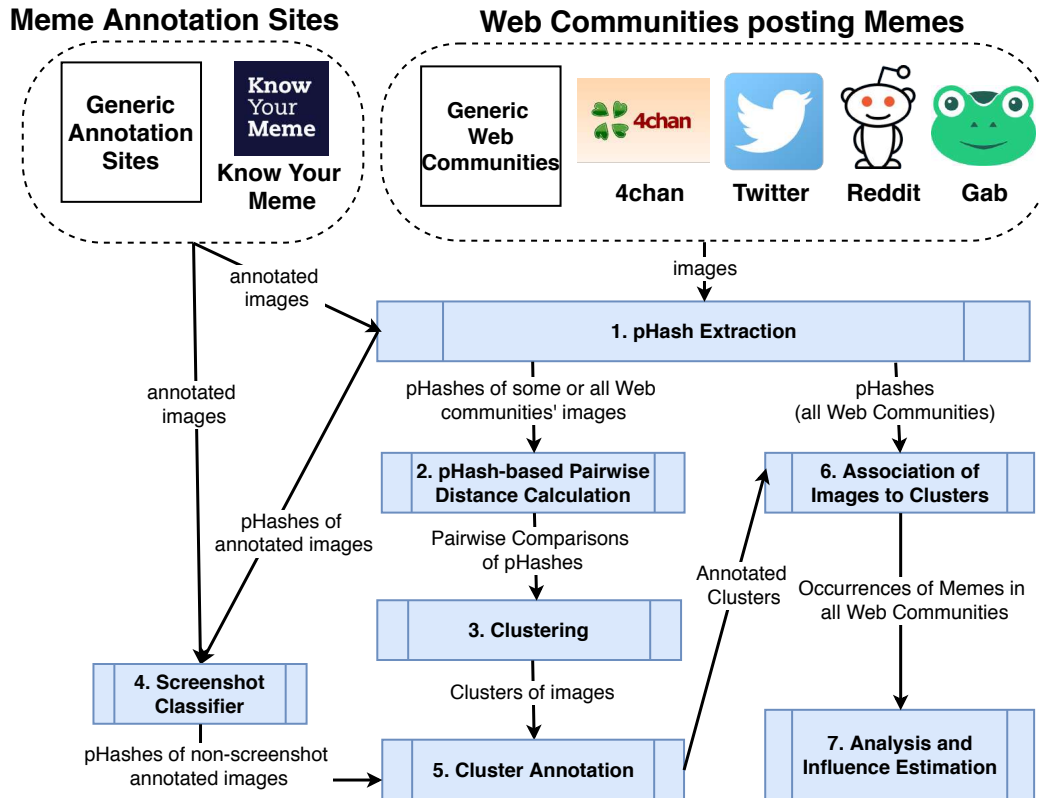 Meme Annotation Sites
Web Communities posting Memes
Generic
Annotation
Sites
Know
Your
Meme
Know Your
Meme
Generic
Web
Communities
4chan
4chan
Twitter
Reddit
Gab
annotated
images
images
1. pHash Extraction
annotated
images
pHashes of some or all Web
communities' images
pHashes
(all Web Communities)
2. pHash-based Pairwise
Distance Calculation
6. Association of
Images to Clusters
pHashes of
annotated images
Pairwise Comparisons
of pHashes
Annotated
Clusters
Occurrences of Memes in
all Web Communities
3. Clustering
4. Screenshot
Classifier
Clusters of images
pHashes of non-screenshot
annotated images
5. Cluster Annotation
7. Analysis and
Influence Estimation